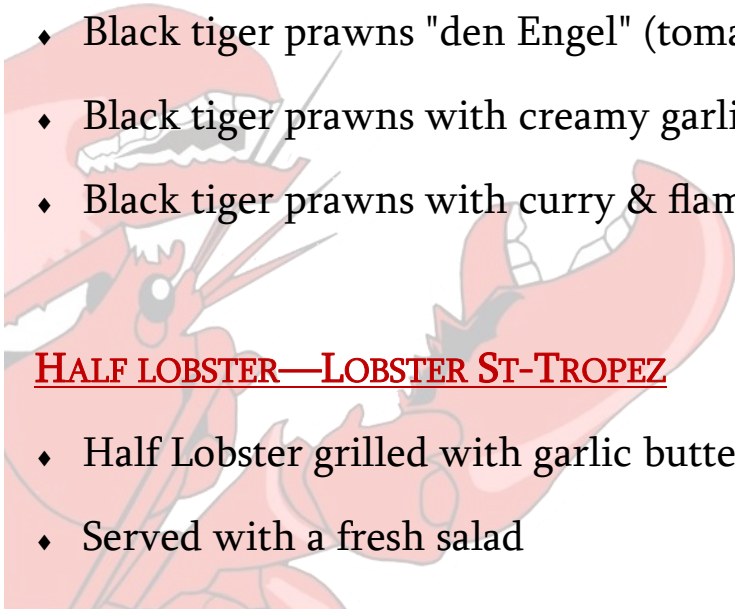 ♦ Black tiger prawns "den Engel" (toma
♦ Black tiger prawns with creamy garli
♦ Black tiger prawns with curry & flam
HALF LOBSTER—LOBSTER ST-TROPEZ
♦ Half Lobster grilled with garlic butte
♦ Served with a fresh salad